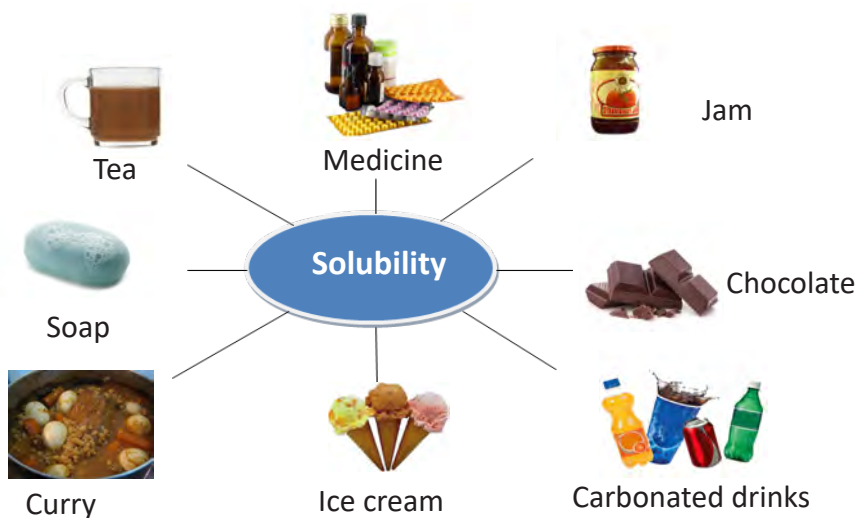 Tea
Medicine
Jam
Solubility
Soap
Chocolate
Curry
Ice cream
Carbonated drinks